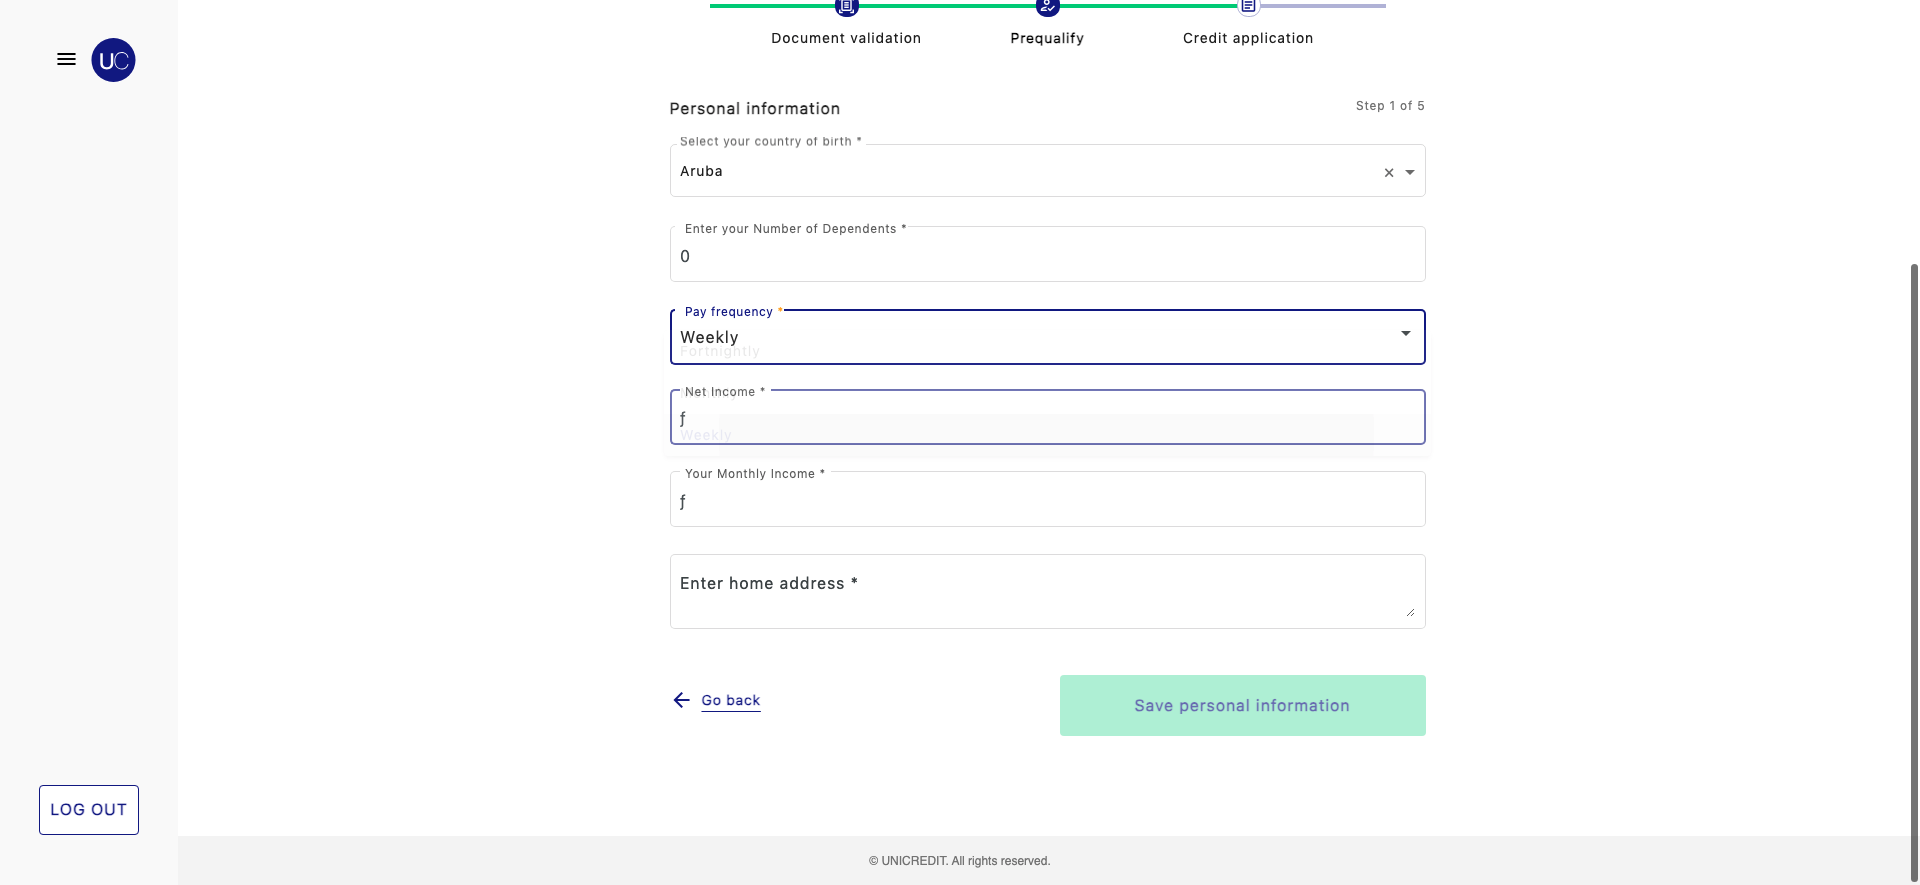 UC
Document validation
Prequalify
Credit application
Personal information
Step 1 of 5
Select your country of birth *
Aruba
Enter your Number of Dependents *
0
Pay frequency *
Weekly
Fortnightly
Net Income *
ƒ
Weekly
Your Monthly Income *
ƒ
Enter home address *
Go back
Save personal information
LOG OUT
© UNICREDIT. All rights reserved.